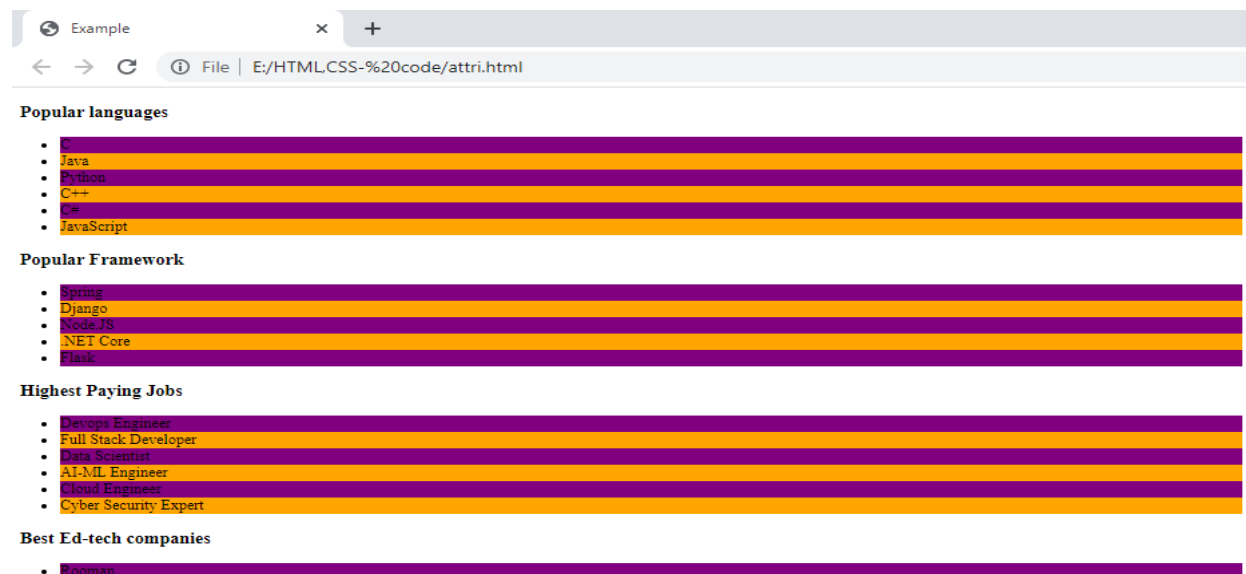 Example
File | E:/HTML,CSS-%20code/attri.html
Popular languages
C
Java
Python
C++
C#
JavaScript
Popular Framework
Spring
Django
Node.JS
.NET Core
Flask
Highest Paying Jobs
Devops Engineer
Full Stack Developer
Data Scientist
AI-ML Engineer
Cloud Engineer
Cyber Security Expert
Best Ed-tech companies
Rooman